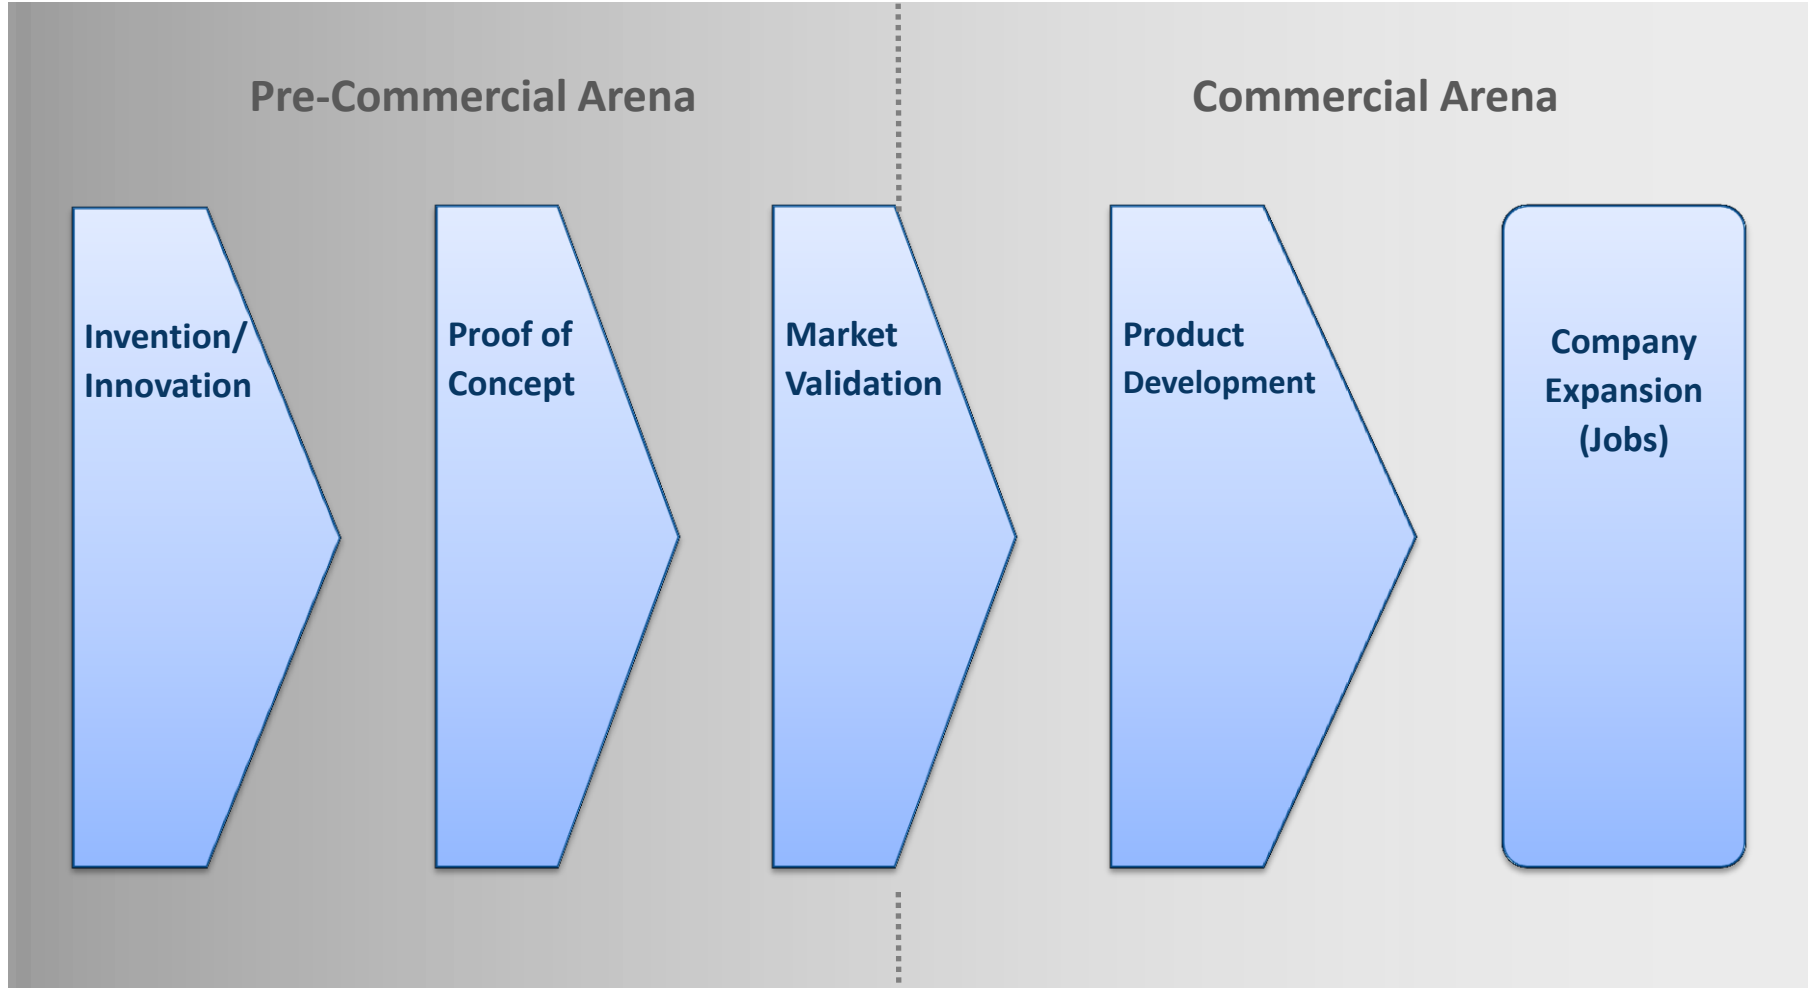 Pre-Commercial Arena
Commercial Arena
Invention/
Innovation
Proof of
Concept
Market
Validation
Product
Development
Company
Expansion
(Jobs)